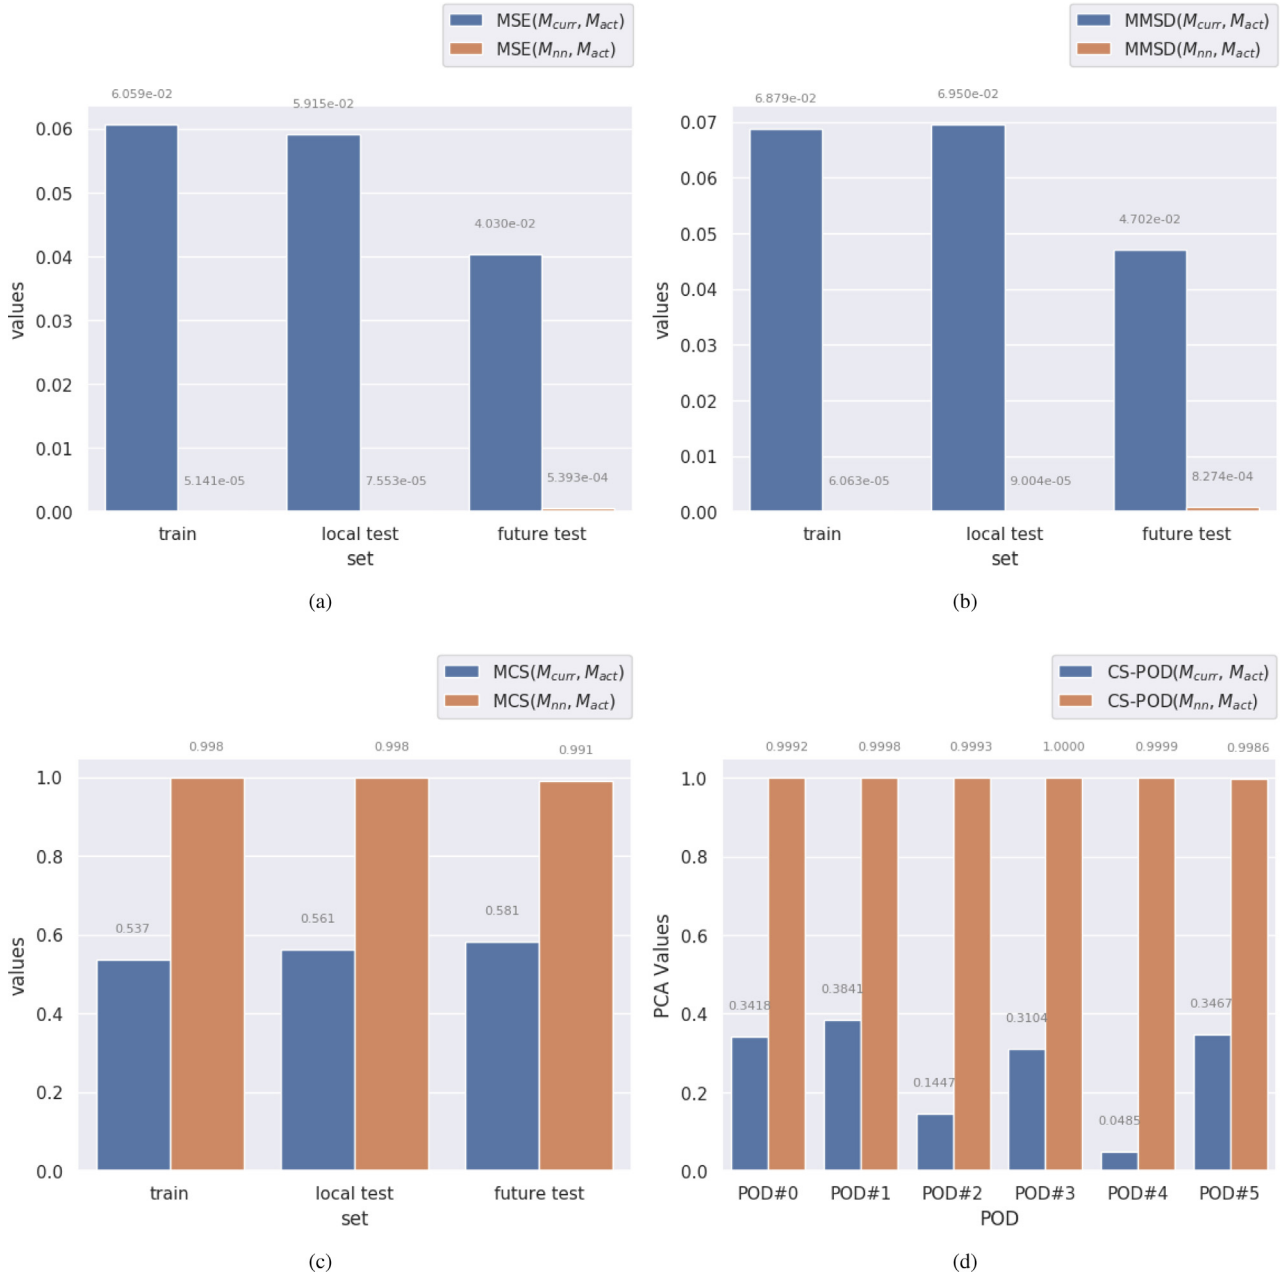 MSE(M_curr, M_act)
MSE(M_nn, M_act)
6.059e-02
5.915e-02
4.030e-02
5.141e-05
7.553e-05
5.393e-04
0.06
0.05
0.04
0.03
0.02
0.01
0.00
values
train
local test
future test
set
(a)
MMSD(M_curr, M_act)
MMSD(M_nn, M_act)
6.879e-02
6.950e-02
4.702e-02
6.063e-05
9.004e-05
8.274e-04
0.07
0.06
0.05
0.04
0.03
0.02
0.01
0.00
values
train
local test
future test
set
(b)
MCS(M_curr, M_act)
MCS(M_nn, M_act)
0.998
0.998
0.991
0.537
0.561
0.581
1.0
0.8
0.6
0.4
0.2
0.0
values
train
local test
future test
set
(c)
CS-POD(M_curr, M_act)
CS-POD(M_nn, M_act)
0.9992
0.9998
0.9993
1.0000
0.9999
0.9986
0.3418
0.3841
0.1447
0.3104
0.0485
0.3467
1.0
0.8
0.6
0.4
0.2
0.0
PCA Values
POD#0
POD#1
POD#2
POD#3
POD#4
POD#5
POD
(d)